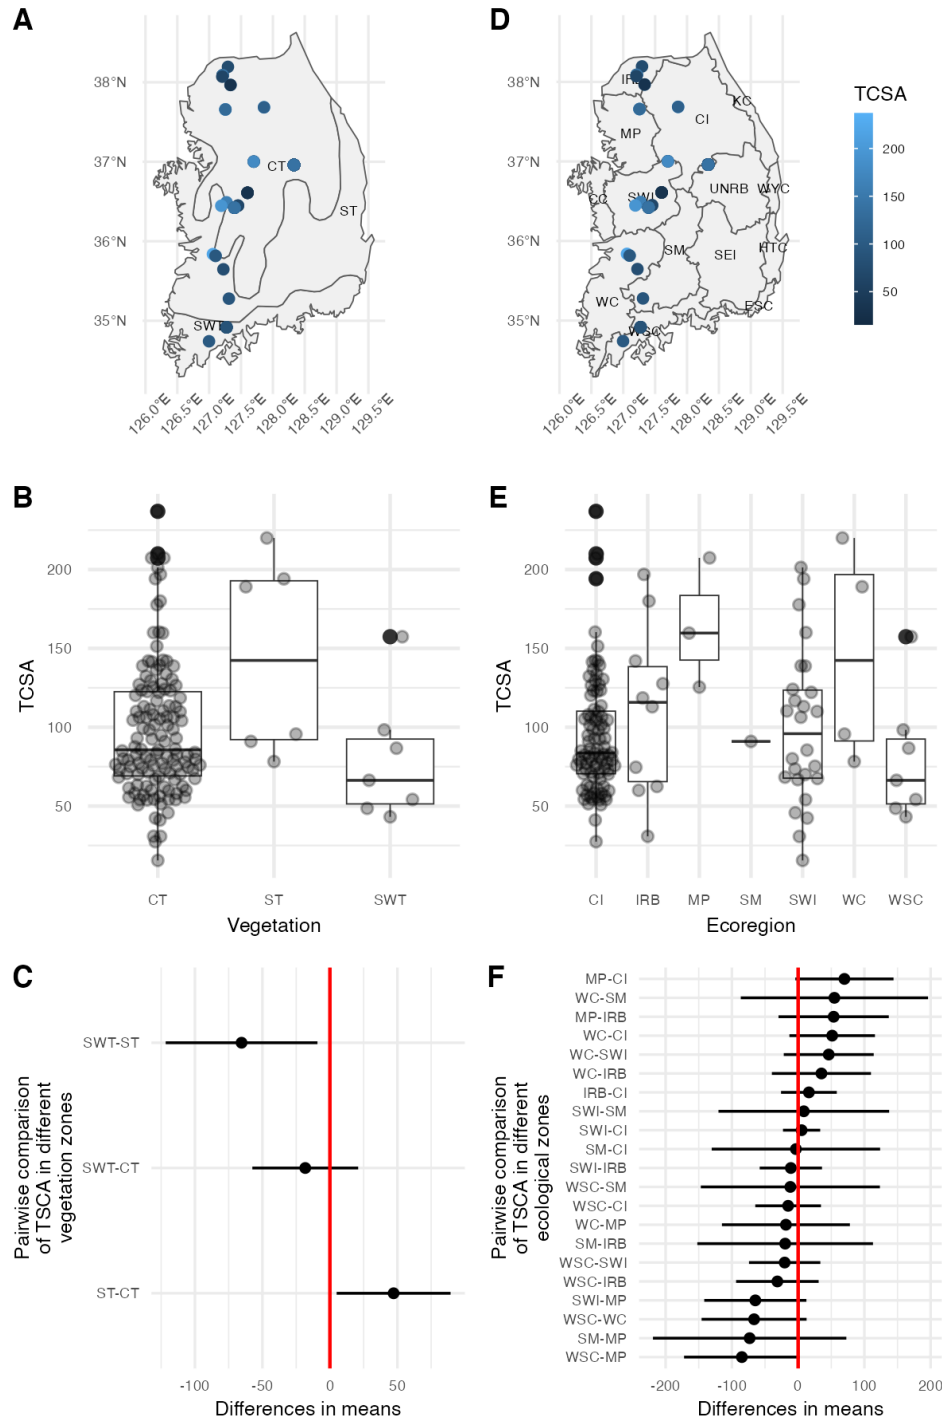 A
38°N
37°N
36°N
35°N
CT
ST
126.0°E
126.5°E
127.0°E
127.5°E
128.0°E
128.5°E
129.0°E
129.5°E
D
38°N
37°N
36°N
35°N
KC
CI
MP
UNRB
WYC
CC
SM
SEI
HTC
WC
ESC
WSC
126.0°E
126.5°E
127.0°E
127.5°E
128.0°E
128.5°E
129.0°E
129.5°E
TCSA
200
150
100
50
B
TCSA
200
150
100
50
CT
ST
SWT
Vegetation
E
TCSA
200
150
100
50
CI
IRB
MP
SM
SWI
WC
WSC
Ecoregion
C
Pairwise comparison
of TSCA in different
vegetation zones
SWT-ST
SWT-CT
ST-CT
-100
-50
0
50
Differences in means
F
Pairwise comparison
of TSCA in different
ecological zones
MP-CI
WC-SM
MP-IRB
WC-CI
WC-SWI
WC-IRB
IRB-CI
SWI-SM
SWI-CI
SM-CI
SWI-IRB
WSC-SM
WSC-CI
WC-MP
SM-IRB
WSC-SWI
WSC-IRB
SWI-MP
WSC-WC
SM-MP
WSC-MP
-200
-100
0
100
200
Differences in means